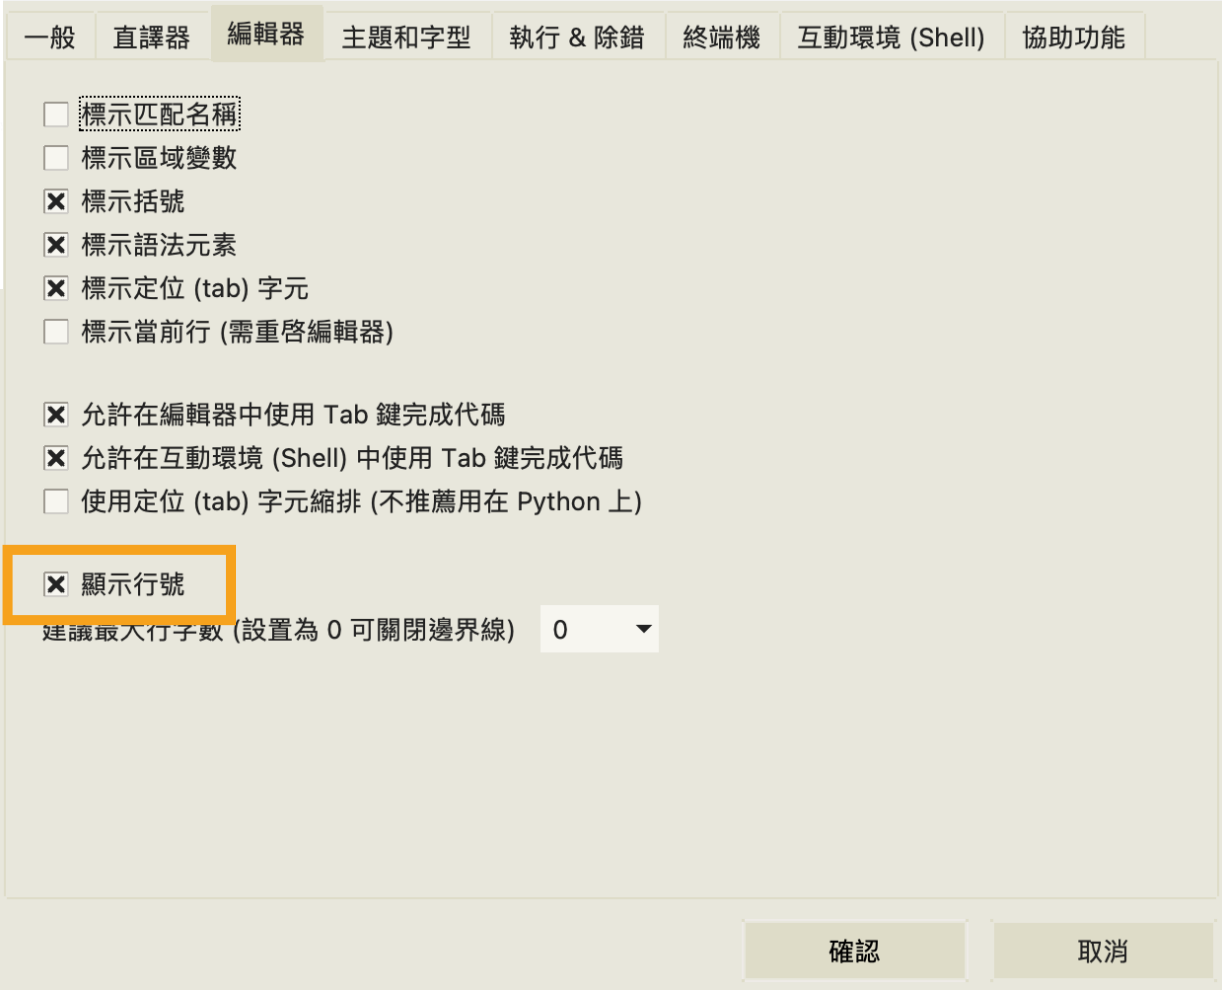 一般 直譯器 編輯器 主題和字型 執行 & 除錯 終端機 互動環境 (Shell) 協助功能
標示匹配名稱
標示區域變數
標示括號
標示語法元素
標示定位 (tab) 字元
標示當前行 (需重啓編輯器)
允許在編輯器中使用 Tab 鍵完成代碼
允許在互動環境 (Shell) 中使用 Tab 鍵完成代碼
使用定位 (tab) 字元縮排 (不推薦用在 Python 上)
顯示行號
建議最大行字數 (設置為 0 可關閉邊界線) 0
確認 取消